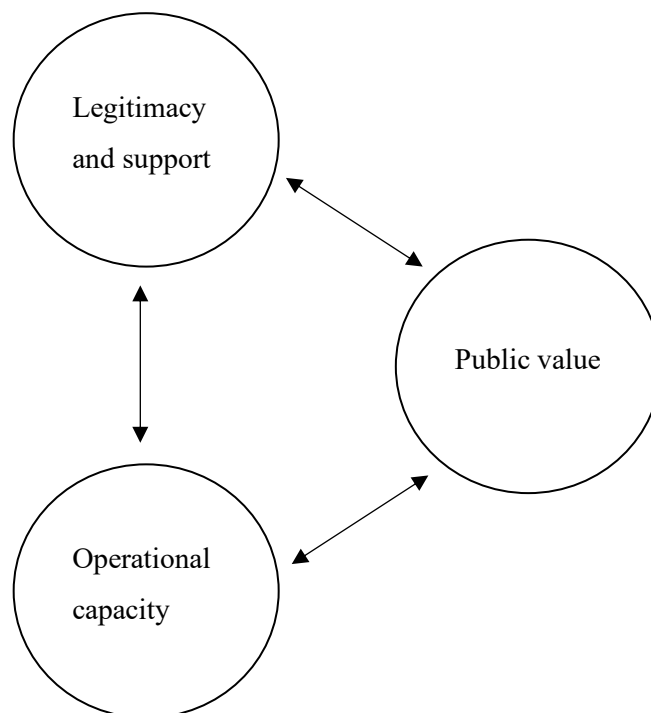 Legitimacy
and support
Public value
Operational
capacity